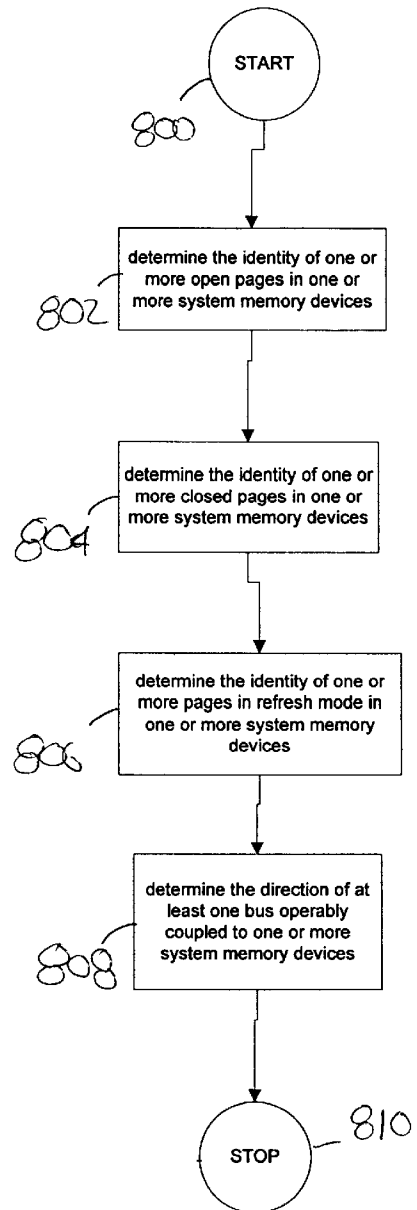 START
800
determine the identity of one or
more open pages in one or
more system memory devices
802
determine the identity of one or
more closed pages in one or
more system memory devices
804
determine the identity of one or
more pages in refresh mode in
one or more system memory
devices
806
determine the direction of at
least one bus operably
coupled to one or more
system memory devices
808
810
STOP